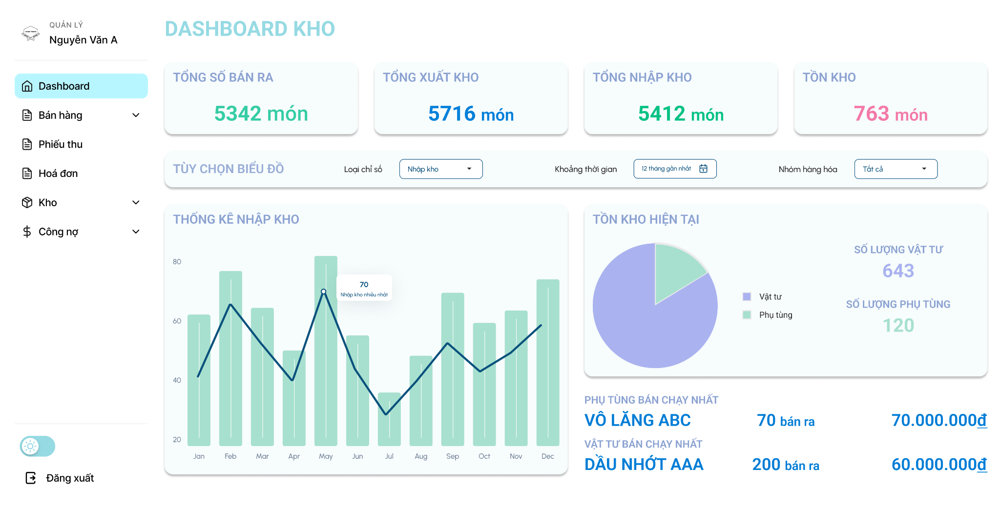 QUẢN LÝ
Nguyễn Văn A
Dashboard
Bán hàng
Phiếu thu
Hoá đơn
Kho
Công nợ
Đăng xuất
DASHBOARD KHO
TỔNG SỐ BÁN RA
5342 món
TỔNG XUẤT KHO
5716 món
TỔNG NHẬP KHO
5412 món
TỒN KHO
763 món
TÙY CHỌN BIỂU ĐỒ
Loại chỉ số
Nhập kho
Khoảng thời gian
12 tháng gần nhất
Nhóm hàng hóa
Tất cả
THỐNG KÊ NHẬP KHO
80
60
40
20
70
Nhập kho nhiều nhất
Jan Feb Mar Apr May Jun Jul Aug Sep Oct Nov Dec
TỒN KHO HIỆN TẠI
Vật tư
Phụ tùng
SỐ LƯỢNG VẬT TƯ
643
SỐ LƯỢNG PHỤ TÙNG
120
PHỤ TÙNG BÁN CHẠY NHẤT
VÔ LĂNG ABC 70 bán ra 70.000.000đ
VẬT TƯ BÁN CHẠY NHẤT
DẦU NHỚT AAA 200 bán ra 60.000.000đ